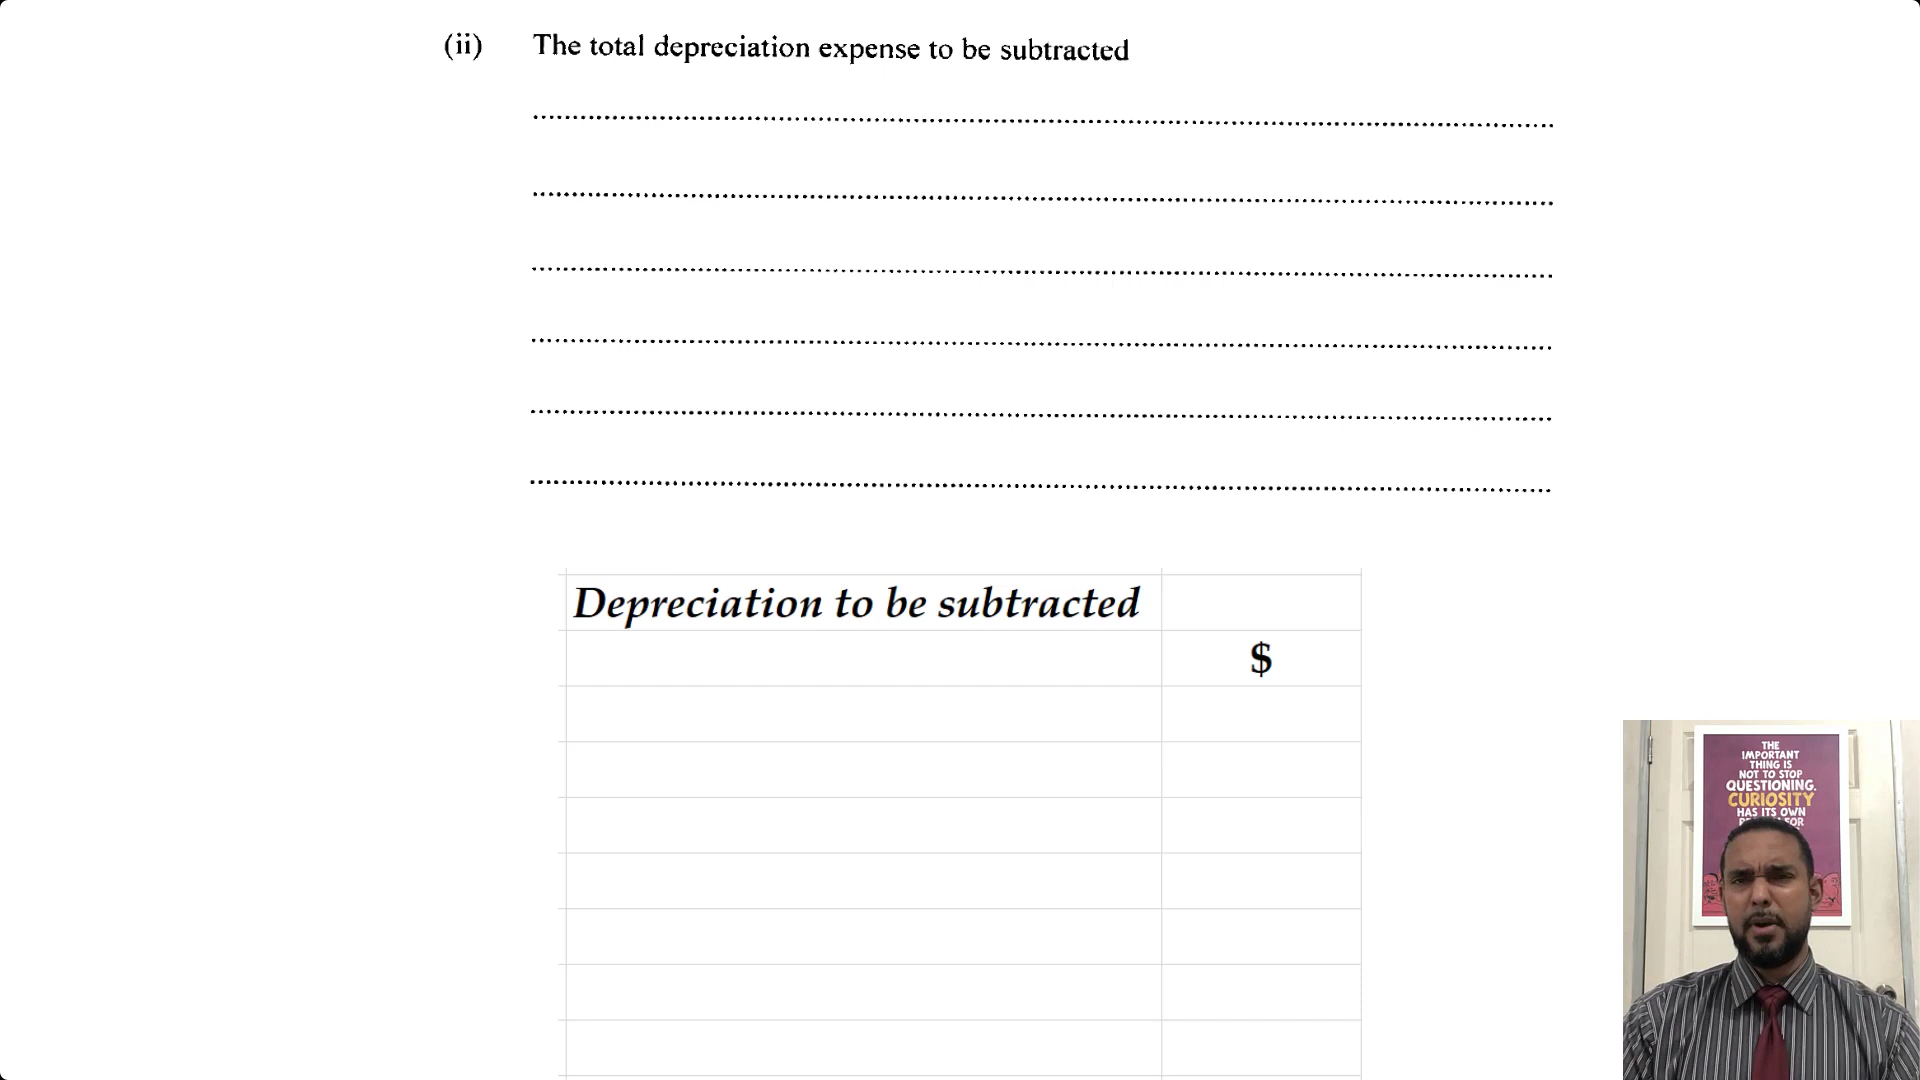 (ii) The total depreciation expense to be subtracted
Depreciation to be subtracted
$
THE
IMPORTANT
THING IS
NOT TO STOP
QUESTIONING.
CURIOSITY
HAS ITS OWN
FOR